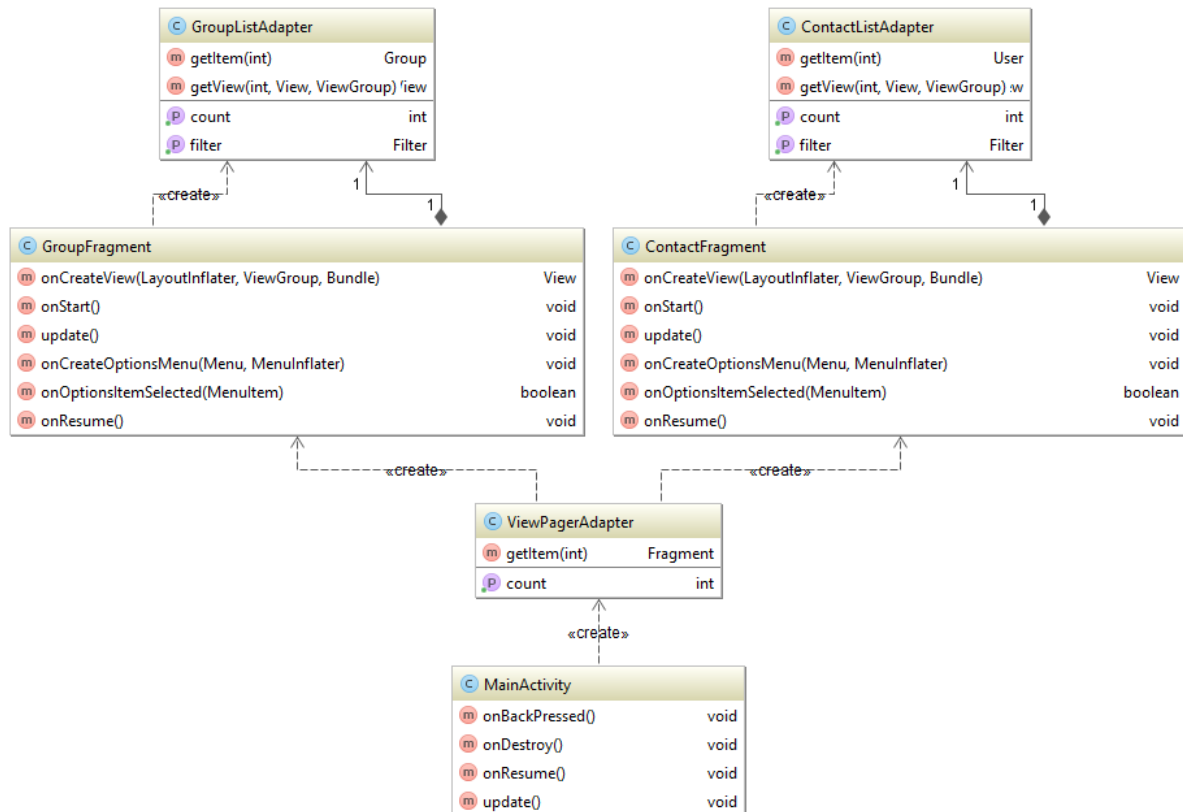 C GroupListAdapter
m getItem(int) Group
m getView(int, View, ViewGroup) View
P count int
P filter Filter
C ContactListAdapter
m getItem(int) User
m getView(int, View, ViewGroup) :w
P count int
P filter Filter
«create»
1
1
«create»
1
1
C GroupFragment
m onCreateView(LayoutInflater, ViewGroup, Bundle) View
m onStart() void
m update() void
m onCreateOptionsMenu(Menu, MenuInflater) void
m onOptionsItemSelected(MenuItem) boolean
m onResume() void
C ContactFragment
m onCreateView(LayoutInflater, ViewGroup, Bundle) View
m onStart() void
m update() void
m onCreateOptionsMenu(Menu, MenuInflater) void
m onOptionsItemSelected(MenuItem) boolean
m onResume() void
«create»
«create»
C ViewPagerAdapter
m getItem(int) Fragment
P count int
«create»
C MainActivity
m onBackPressed() void
m onDestroy() void
m onResume() void
m update() void